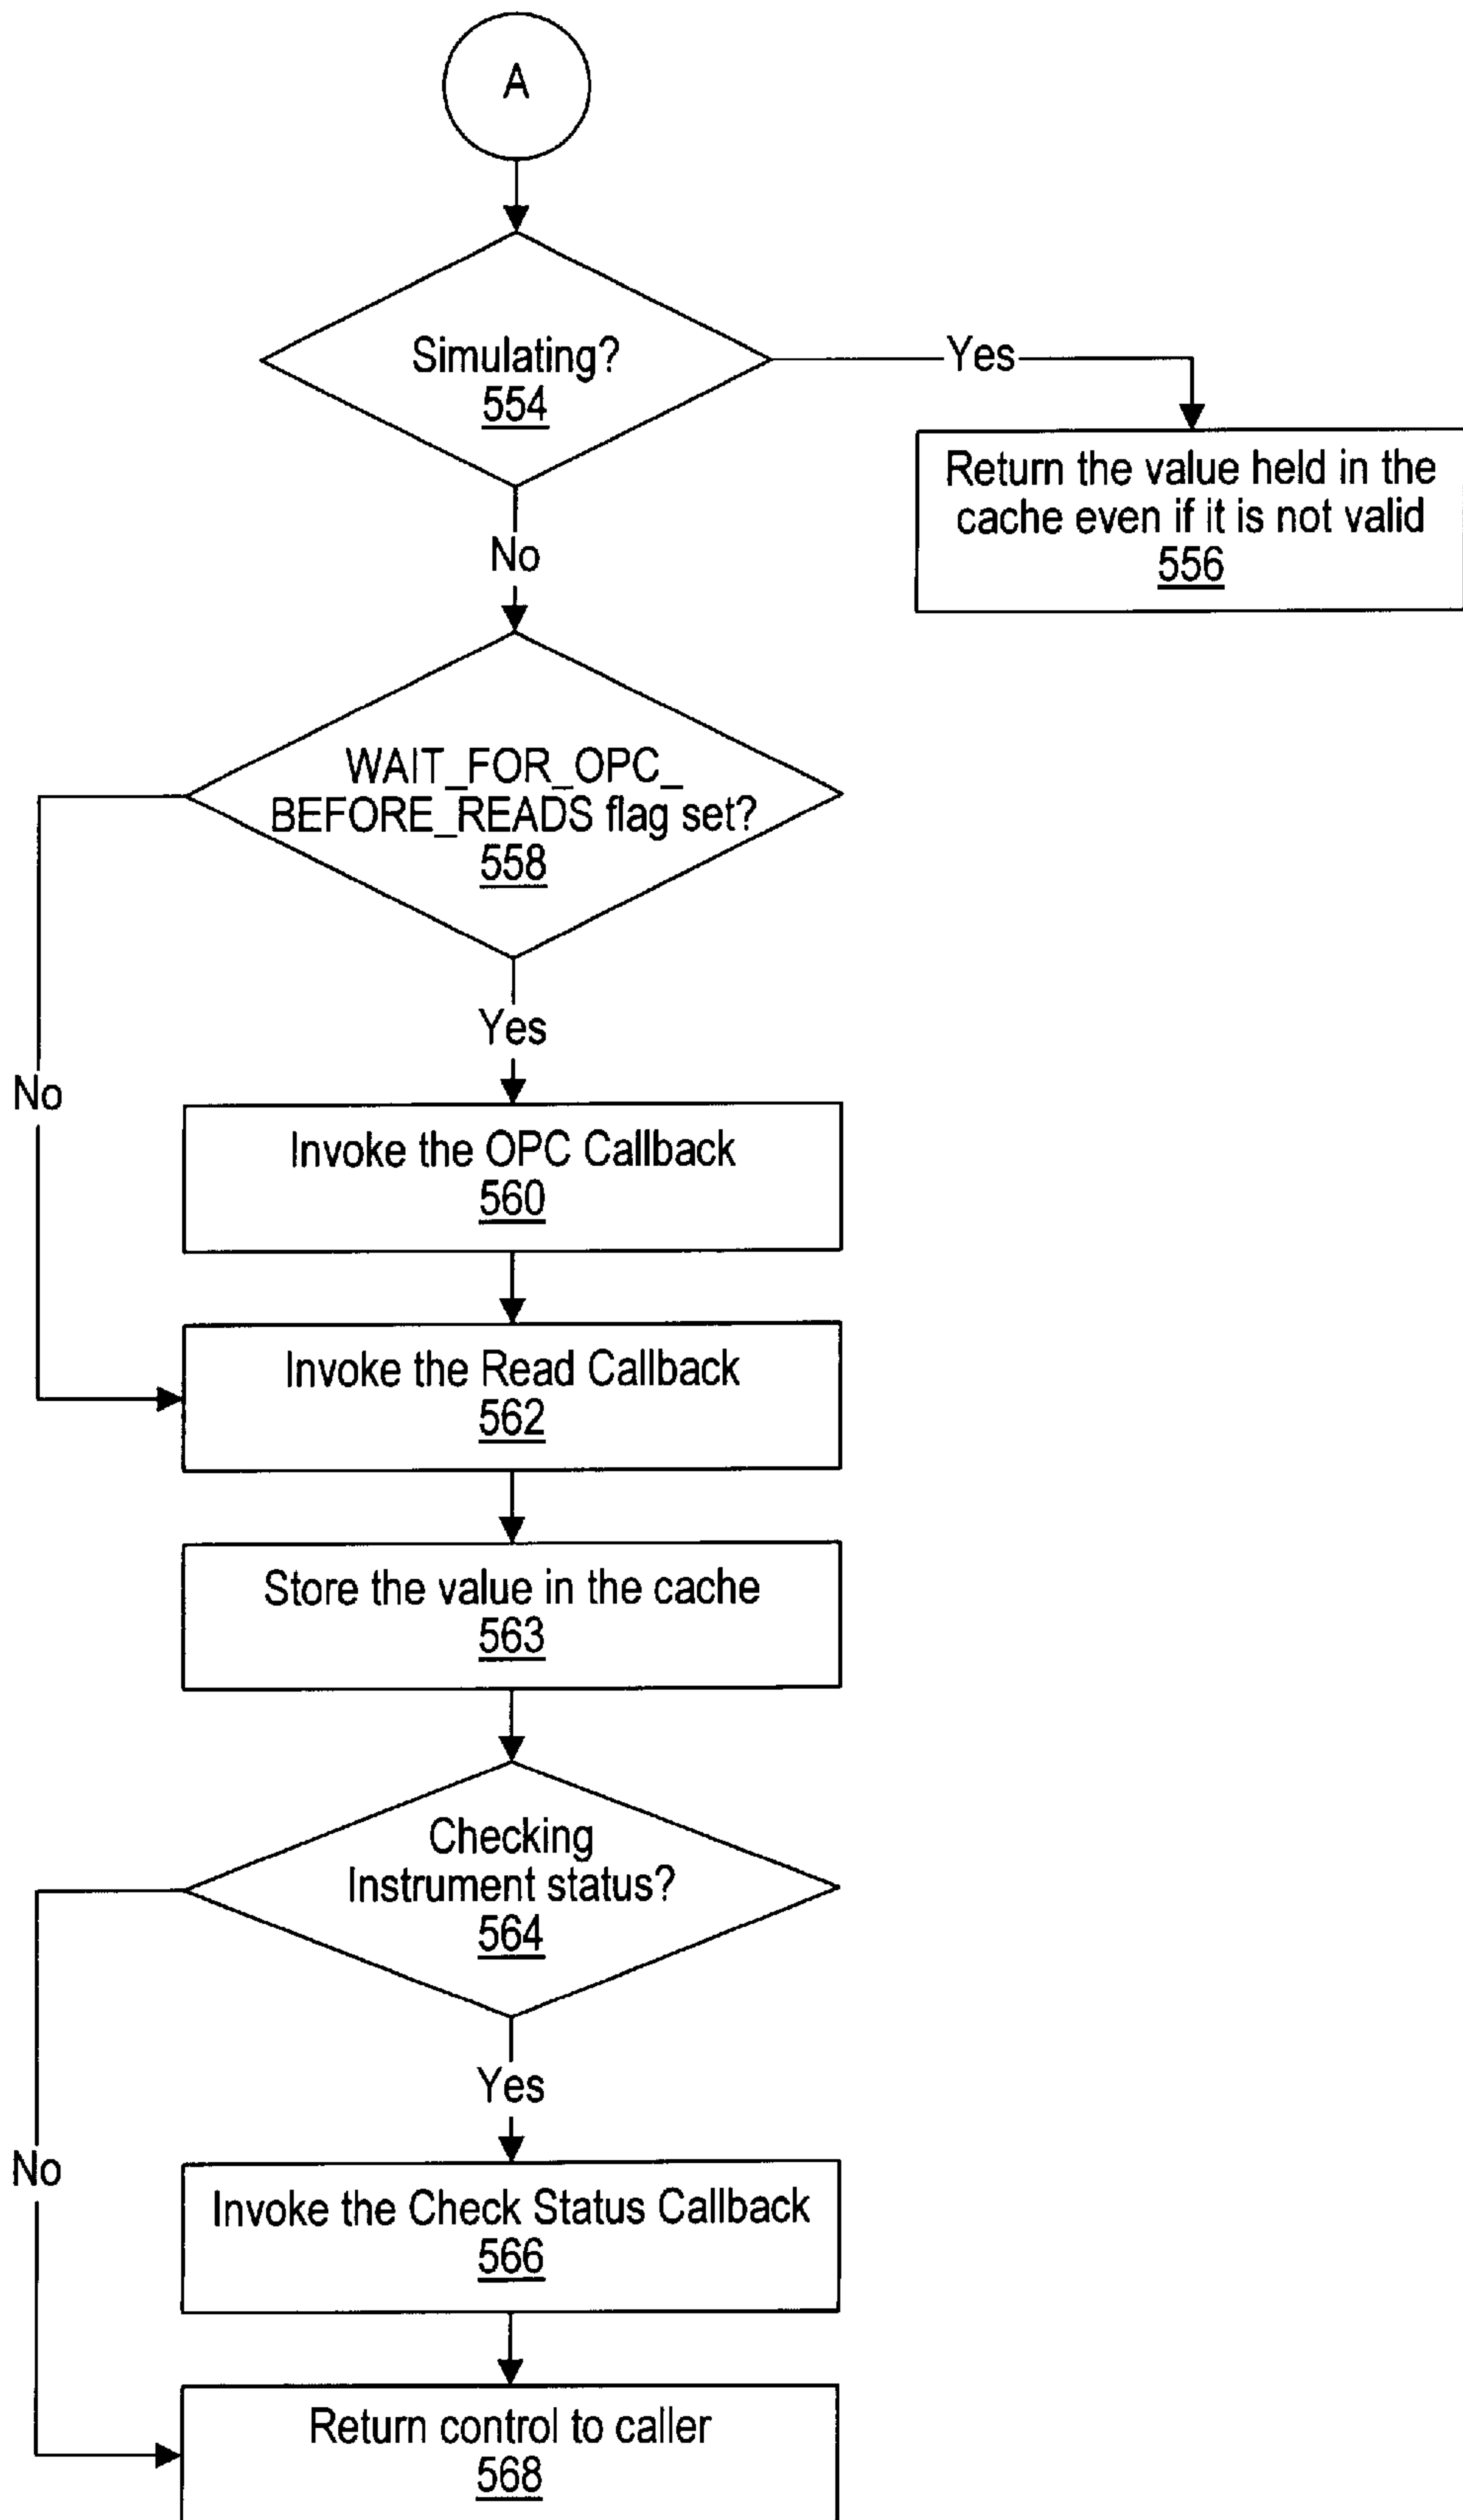 A
Simulating?
554
Yes
Return the value held in the
cache even if it is not valid
556
No
WAIT_FOR_OPC_
BEFORE_READS flag set?
558
Yes
No
Invoke the OPC Callback
560
Invoke the Read Callback
562
Store the value in the cache
563
Checking
Instrument status?
564
Yes
No
Invoke the Check Status Callback
566
Return control to caller
568